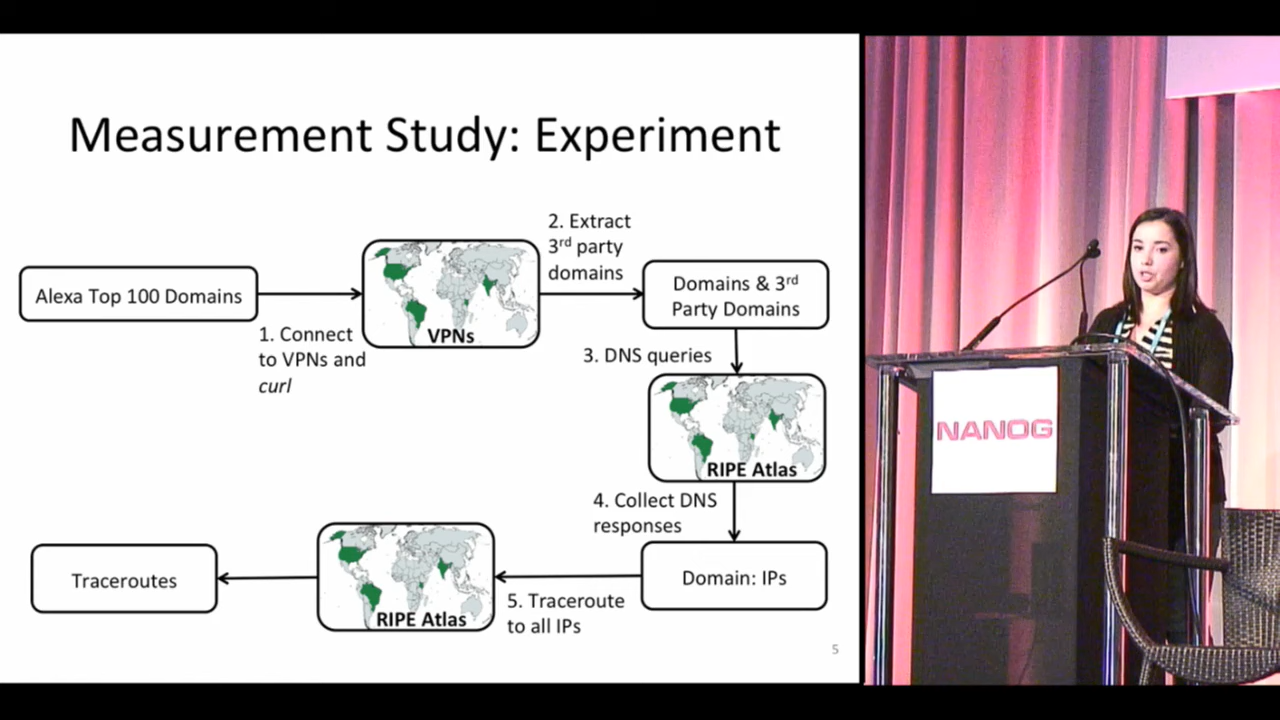 Measurement Study: Experiment
Alexa Top 100 Domains
1. Connect
to VPNs and
curl
VPNs
2. Extract
3rd party
domains
Domains & 3rd
Party Domains
3. DNS queries
RIPE Atlas
4. Collect DNS
responses
Domain: IPs
5. Traceroute
to all IPs
RIPE Atlas
Traceroutes
5
NANOG